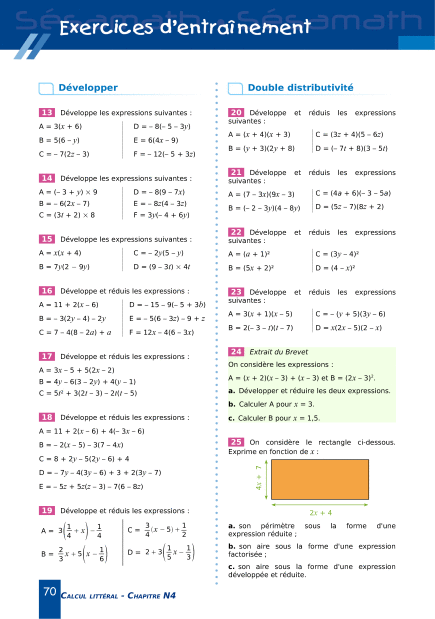 Sésamath Sésamath
Exercices d'entraînement
Développer
13 Développe les expressions suivantes :
A = 3(x + 6)
B = 5(6 – y)
C = – 7(2z – 3)
D = – 8(– 5 – 3y)
E = 6(4x – 9)
F = – 12(– 5 + 3z)
14 Développe les expressions suivantes :
A = (– 3 + y) × 9
B = – 6(2x – 7)
C = (3t + 2) × 8
D = – 8(9 – 7x)
E = – 8z(4 – 3z)
F = 3y(– 4 + 6y)
15 Développe les expressions suivantes :
A = x(x + 4)
B = 7y(2 – 9y)
C = – 2y(5 – y)
D = (9 – 3t) × 4t
16 Développe et réduis les expressions :
A = 11 + 2(x – 6)
B = – 3(2y – 4) – 2y
C = 7 – 4(8 – 2a) + a
D = – 15 – 9(– 5 + 3b)
E = – 5(6 – 3z) – 9 + z
F = 12x – 4(6 – 3x)
17 Développe et réduis les expressions :
A = 3x – 5 + 5(2x – 2)
B = 4y – 6(3 – 2y) + 4(y – 1)
C = 5t² + 3(2t – 3) – 2t(t – 5)
18 Développe et réduis les expressions :
A = 11 + 2(x – 6) + 4(– 3x – 6)
B = – 2(x – 5) – 3(7 – 4x)
C = 8 + 2y – 5(2y – 6) + 4
D = – 7y – 4(3y – 6) + 3 + 2(3y – 7)
E = – 5z + 5z(z – 3) – 7(6 – 8z)
19 Développe et réduis les expressions :
A = 3(1/4 + x) – 1/4
B = 2/3 x + 5(x – 1/6)
C = 3/4 (x – 5) + 1/2
D = 2 + 3(1/5 x – 1/3)
Double distributivité
20 Développe et réduis les expressions
suivantes :
A = (x + 4)(x + 3)
B = (y + 3)(2y + 8)
C = (3z + 4)(5 – 6z)
D = (– 7t + 8)(3 – 5t)
21 Développe et réduis les expressions
suivantes :
A = (7 – 3x)(9x – 3)
B = (– 2 – 3y)(4 – 8y)
C = (4a + 6)(– 3 – 5a)
D = (5z – 7)(8z + 2)
22 Développe et réduis les expressions
suivantes :
A = (a + 1)²
B = (5x + 2)²
C = (3y – 4)²
D = (4 – x)²
23 Développe et réduis les expressions
suivantes :
A = 3(x + 1)(x – 5)
B = 2(– 3 – t)(t – 7)
C = – (y + 5)(3y – 6)
D = x(2x – 5)(2 – x)
24 Extrait du Brevet
On considère les expressions :
A = (x + 2)(x – 3) + (x – 3) et B = (2x – 3)².
a. Développer et réduire les deux expressions.
b. Calculer A pour x = 3.
c. Calculer B pour x = 1,5.
25 On considère le rectangle ci-dessous.
Exprime en fonction de x :
4x + 7
2x + 4
a. son périmètre sous la forme d'une
expression réduite ;
b. son aire sous la forme d'une expression
factorisée ;
c. son aire sous la forme d'une expression
développée et réduite.
70 CALCUL LITTÉRAL - CHAPITRE N4